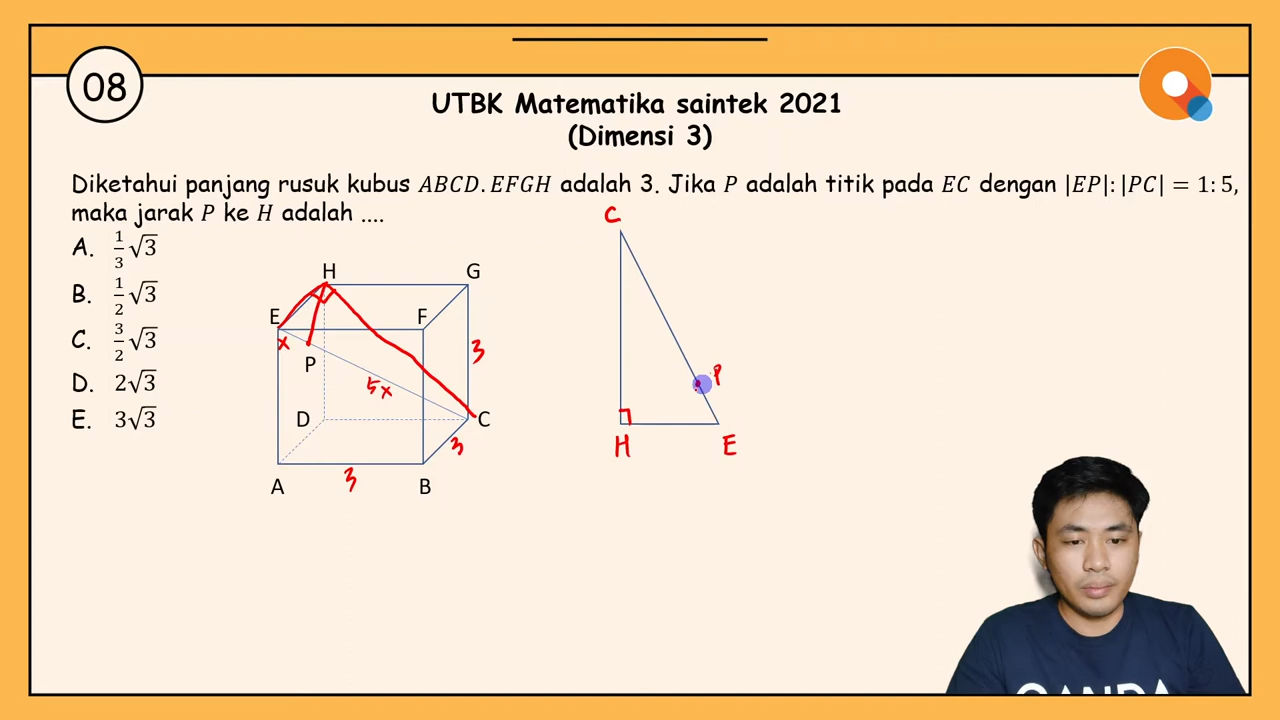 08
UTBK Matematika saintek 2021
(Dimensi 3)
Diketahui panjang rusuk kubus ABCD.EFGH adalah 3. Jika P adalah titik pada EC dengan |EP|:|PC| = 1:5,
maka jarak P ke H adalah ....
A. 1/3 √3
B. 1/2 √3
C. 3/2 √3
D. 2√3
E. 3√3
H
G
E
F
x
P
3
5x
D
C
3
A
3
B
C
P
H
E